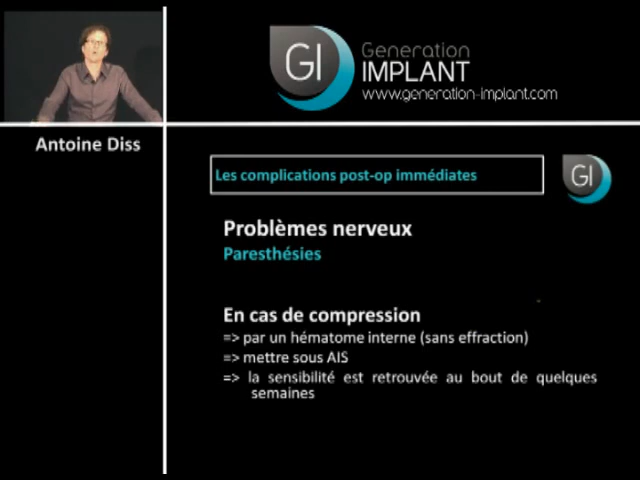 GI
Generation
IMPLANT
www.generation-implant.com
Antoine Diss
Les complications post-op immédiates
GI
Problèmes nerveux
Paresthésies
En cas de compression
=> par un hématome interne (sans effraction)
=> mettre sous AIS
=> la sensibilité est retrouvée au bout de quelques
semaines